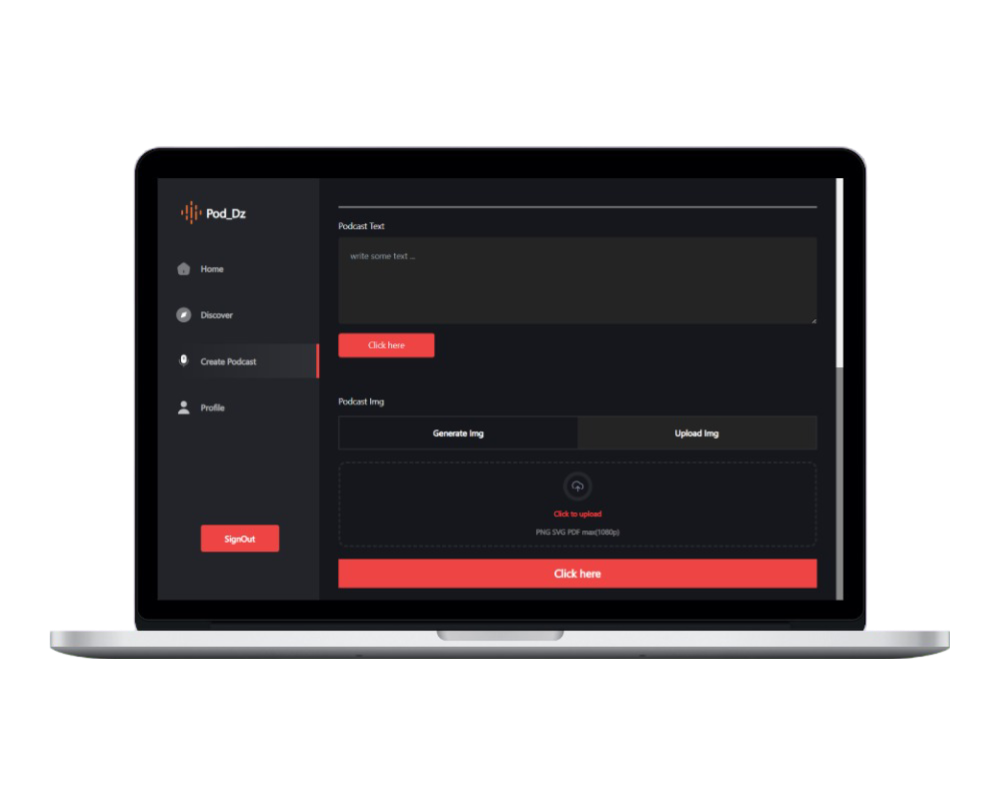 Pod_Dz
Home
Discover
Create Podcast
Profile
SignOut
Podcast Text
write some text ...
Click here
Podcast Img
Generate Img
Upload Img
Click to upload
PNG SVG PDF max(1080p)
Click here